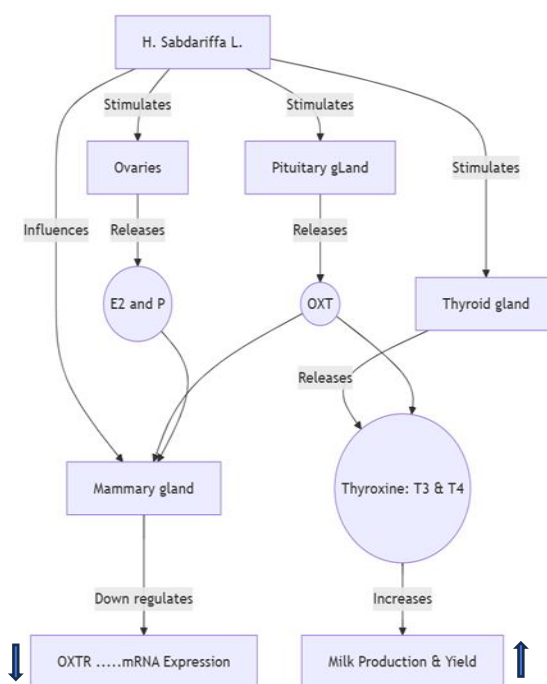 H. Sabdariffa L.
Stimulates
Stimulates
Ovaries
Pituitary gLand
Stimulates
Influences
Releases
Releases
E2 and P
OXT
Thyroid gland
Releases
Mammary gland
Thyroxine: T3 & T4
Down regulates
Increases
OXTR .....mRNA Expression
Milk Production & Yield